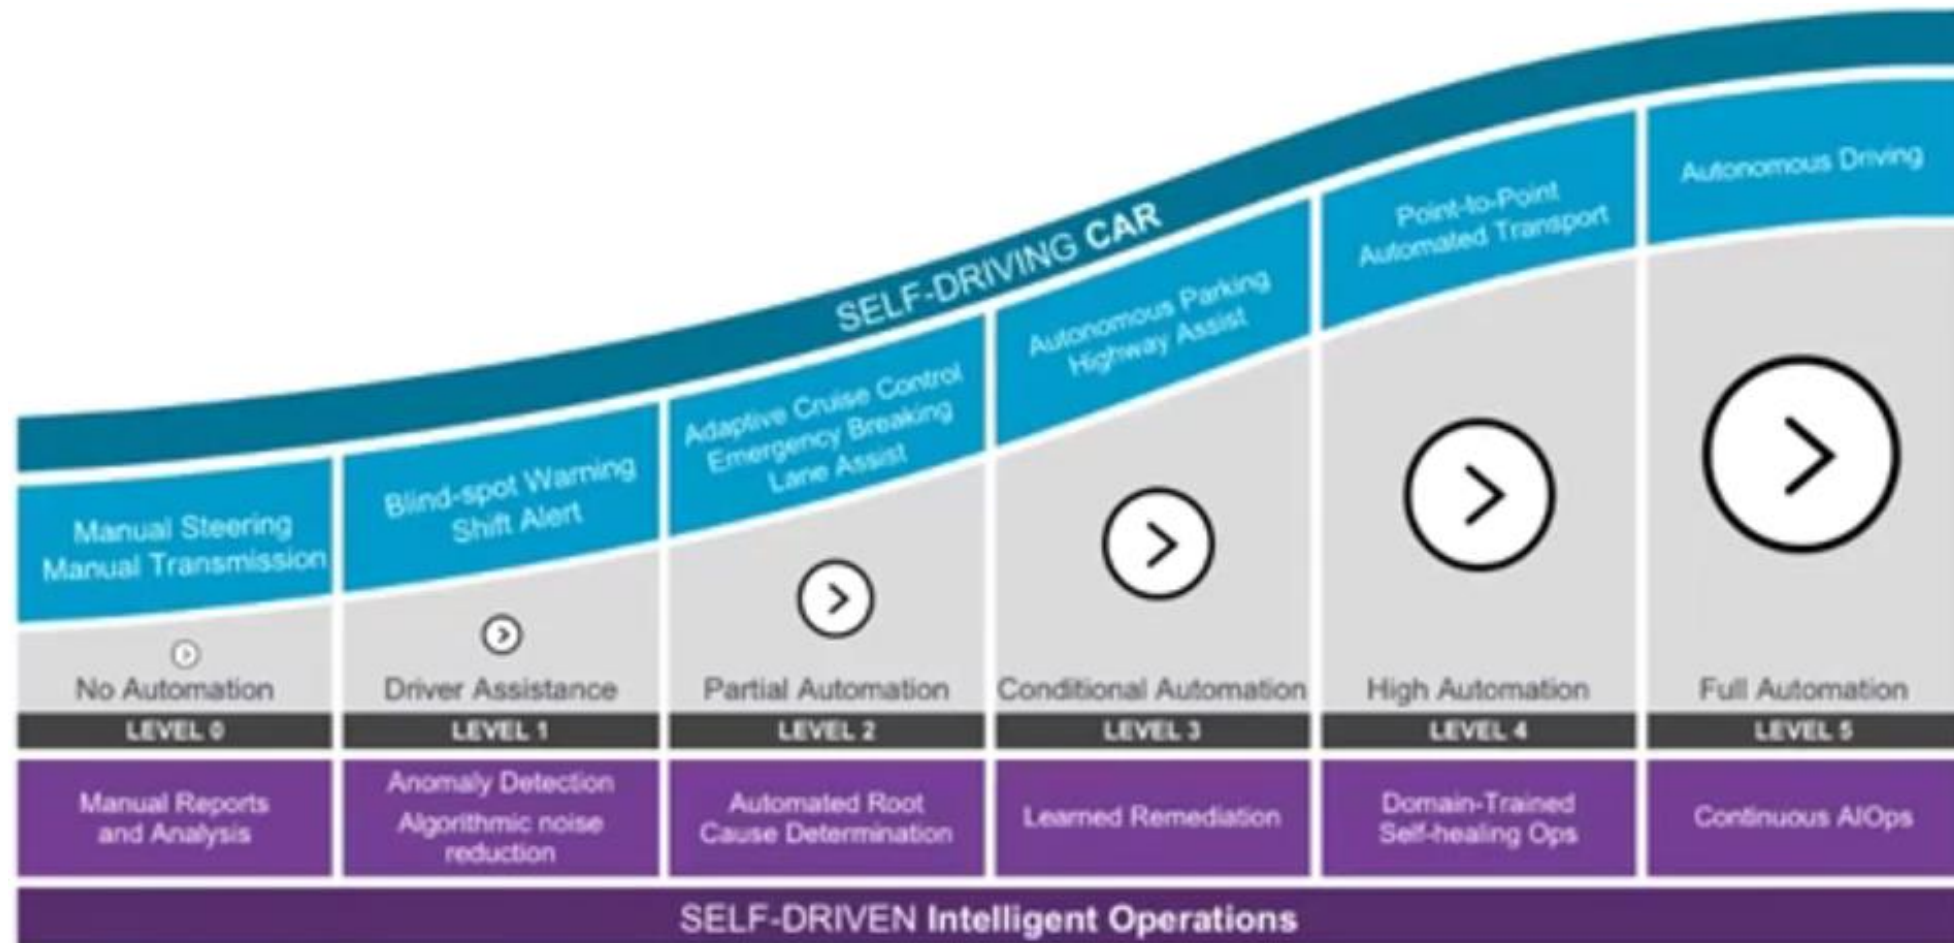 SELF-DRIVING CAR
Manual Steering
Manual Transmission
Blind-spot Warning
Shift Alert
Adaptive Cruise Control
Emergency Breaking
Lane Assist
Autonomous Parking
Highway Assist
Point-to-Point
Automated Transport
Autonomous Driving
No Automation
Driver Assistance
Partial Automation
Conditional Automation
High Automation
Full Automation
LEVEL 0
LEVEL 1
LEVEL 2
LEVEL 3
LEVEL 4
LEVEL 5
Manual Reports
and Analysis
Anomaly Detection
Algorithmic noise
reduction
Automated Root
Cause Determination
Learned Remediation
Domain-Trained
Self-healing Ops
Continuous AIOps
SELF-DRIVEN Intelligent Operations